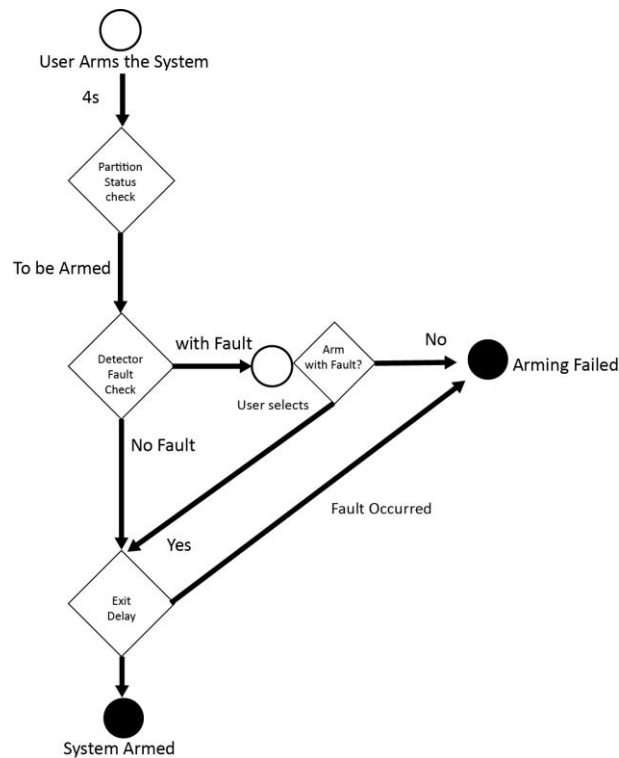 User Arms the System
4s
Partition
Status
check
To be Armed
Detector
Fault
Check
with Fault
User selects
Arm
with Fault?
No
Arming Failed
No Fault
Yes
Fault Occurred
Exit
Delay
System Armed